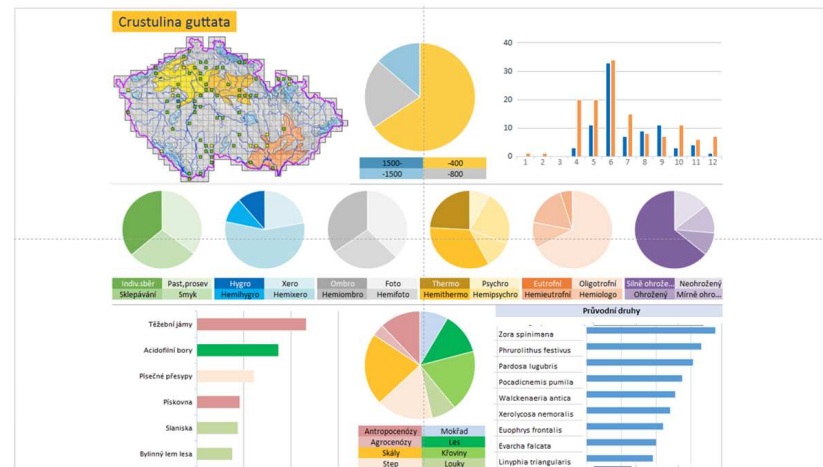 Crustulina guttata
40
30
20
10
0
1 2 3 4 5 6 7 8 9 10 11 12
1500- -400
-1500 -800
Indiv.sběr Past,prosev Hygro Xero Ombro Foto Thermo Psychro Eutrofní Oligotrofní Silně ohrože... Neohrožený
Sklepávání Smyk Hemihygro Hemixero Hemiombro Hemifoto Hemithermo Hemipsychro Hemieutrofní Hemioligo Ohrožený Mírně ohro...
Těžební jámy
Acidofilní bory
Písečné přesypy
Pískovna
Slaniska
Bylinný lem lesa
Antropocenózy Mokřad
Agrocenózy Les
Skály Křoviny
Step Louky
Průvodní druhy
Zora spinimana
Phrurolithus festivus
Pardosa lugubris
Pocadicnemis pumila
Walckenaeria antica
Xerolycosa nemoralis
Euophrys frontalis
Evarcha falcata
Linyphia triangularis